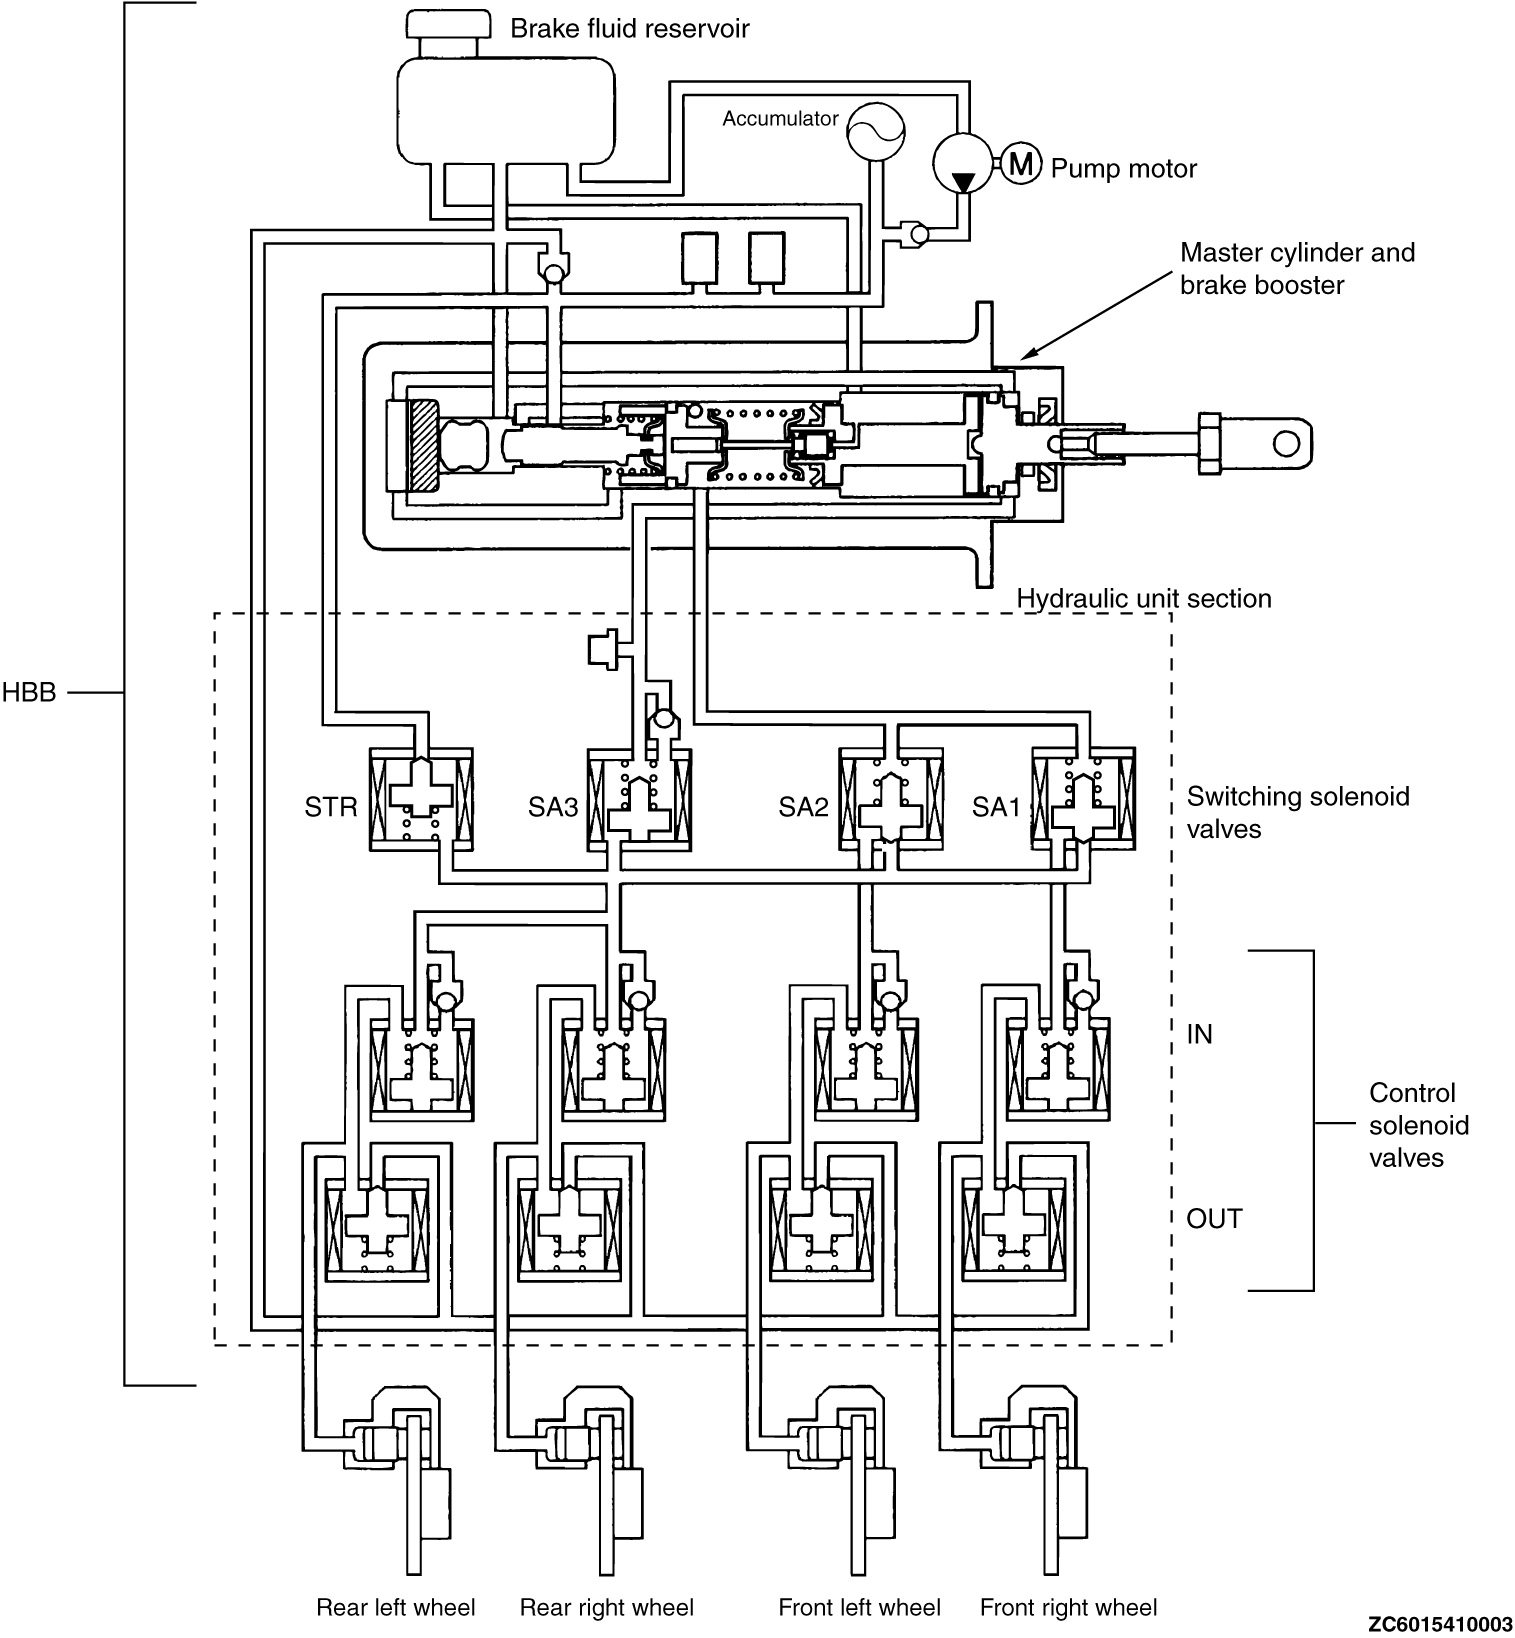 Brake fluid reservoir
Accumulator
M
Pump motor
Master cylinder and
brake booster
Hydraulic unit section
HBB
STR
SA3
SA2
SA1
Switching solenoid
valves
IN
Control
solenoid
valves
OUT
Rear left wheel
Rear right wheel
Front left wheel
Front right wheel
ZC6015410003